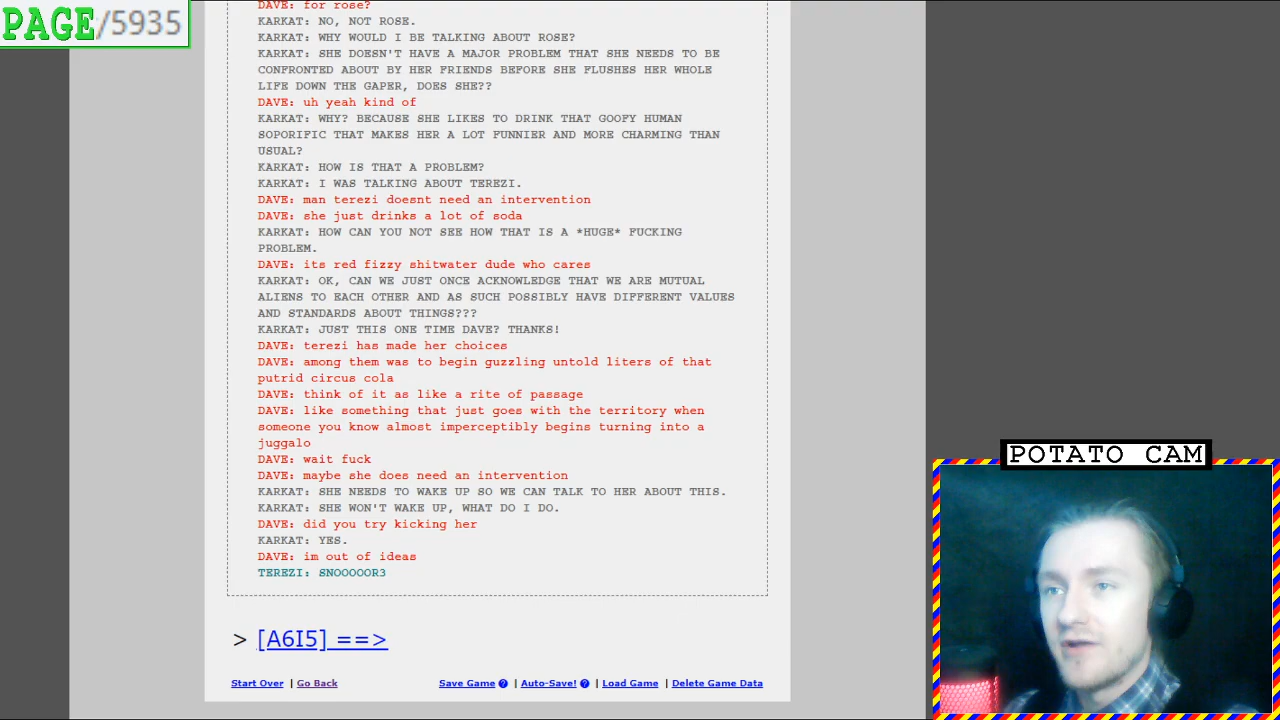 PAGE/5935
DAVE: for rose?
KARKAT: NO, NOT ROSE.
KARKAT: WHY WOULD I BE TALKING ABOUT ROSE?
KARKAT: SHE DOESN'T HAVE A MAJOR PROBLEM THAT SHE NEEDS TO BE
CONFRONTED ABOUT BY HER FRIENDS BEFORE SHE FLUSHES HER WHOLE
LIFE DOWN THE GAPER, DOES SHE??
DAVE: uh yeah kind of
KARKAT: WHY? BECAUSE SHE LIKES TO DRINK THAT GOOFY HUMAN
SOPORIFIC THAT MAKES HER A LOT FUNNIER AND MORE CHARMING THAN
USUAL?
KARKAT: HOW IS THAT A PROBLEM?
KARKAT: I WAS TALKING ABOUT TEREZI.
DAVE: man terezi doesnt need an intervention
DAVE: she just drinks a lot of soda
KARKAT: HOW CAN YOU NOT SEE HOW THAT IS A *HUGE* FUCKING
PROBLEM.
DAVE: its red fizzy shitwater dude who cares
KARKAT: OK, CAN WE JUST ONCE ACKNOWLEDGE THAT WE ARE MUTUAL
ALIENS TO EACH OTHER AND AS SUCH POSSIBLY HAVE DIFFERENT VALUES
AND STANDARDS ABOUT THINGS???
KARKAT: JUST THIS ONE TIME DAVE? THANKS!
DAVE: terezi has made her choices
DAVE: among them was to begin guzzling untold liters of that
putrid circus cola
DAVE: think of it as like a rite of passage
DAVE: like something that just goes with the territory when
someone you know almost imperceptibly begins turning into a
juggalo
DAVE: wait fuck
DAVE: maybe she does need an intervention
KARKAT: SHE NEEDS TO WAKE UP SO WE CAN TALK TO HER ABOUT THIS.
KARKAT: SHE WON'T WAKE UP, WHAT DO I DO.
DAVE: did you try kicking her
KARKAT: YES.
DAVE: im out of ideas
TEREZI: SNOOOOOR3
> [A6I5] ==>
Start Over | Go Back
Save Game ? | Auto-Save! ? | Load Game | Delete Game Data
POTATO CAM